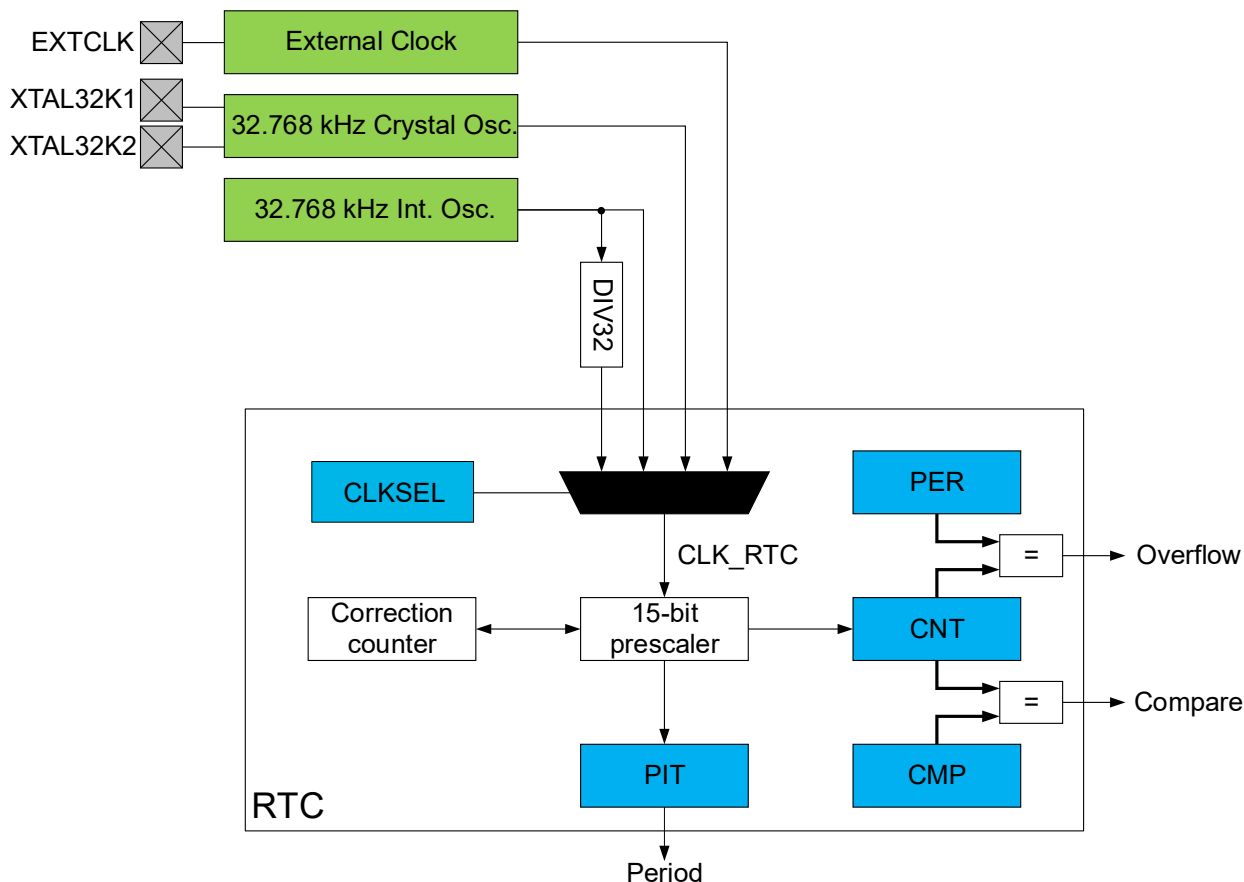 EXTCLK
External Clock
XTAL32K1
XTAL32K2
32.768 kHz Crystal Osc.
32.768 kHz Int. Osc.
DIV32
CLKSEL
PER
CLK_RTC
=
Overflow
Correction
counter
15-bit
prescaler
CNT
=
Compare
PIT
CMP
RTC
Period